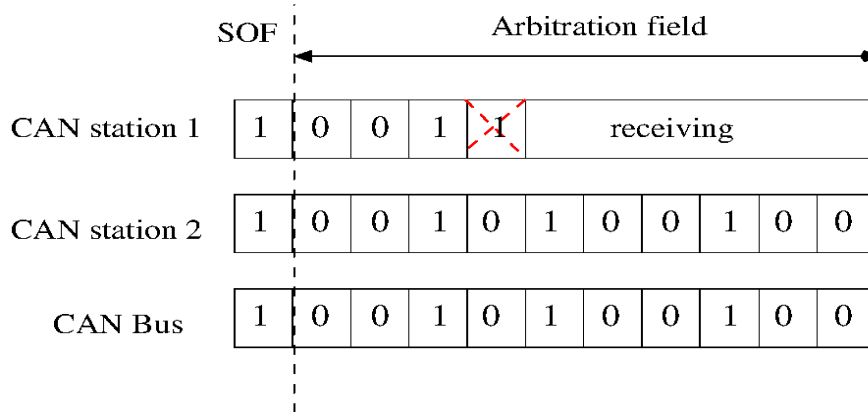 SOF Arbitration field
CAN station 1 1 0 0 1 1 receiving
CAN station 2 1 0 0 1 0 1 0 0 1 0 0
CAN Bus 1 0 0 1 0 1 0 0 1 0 0